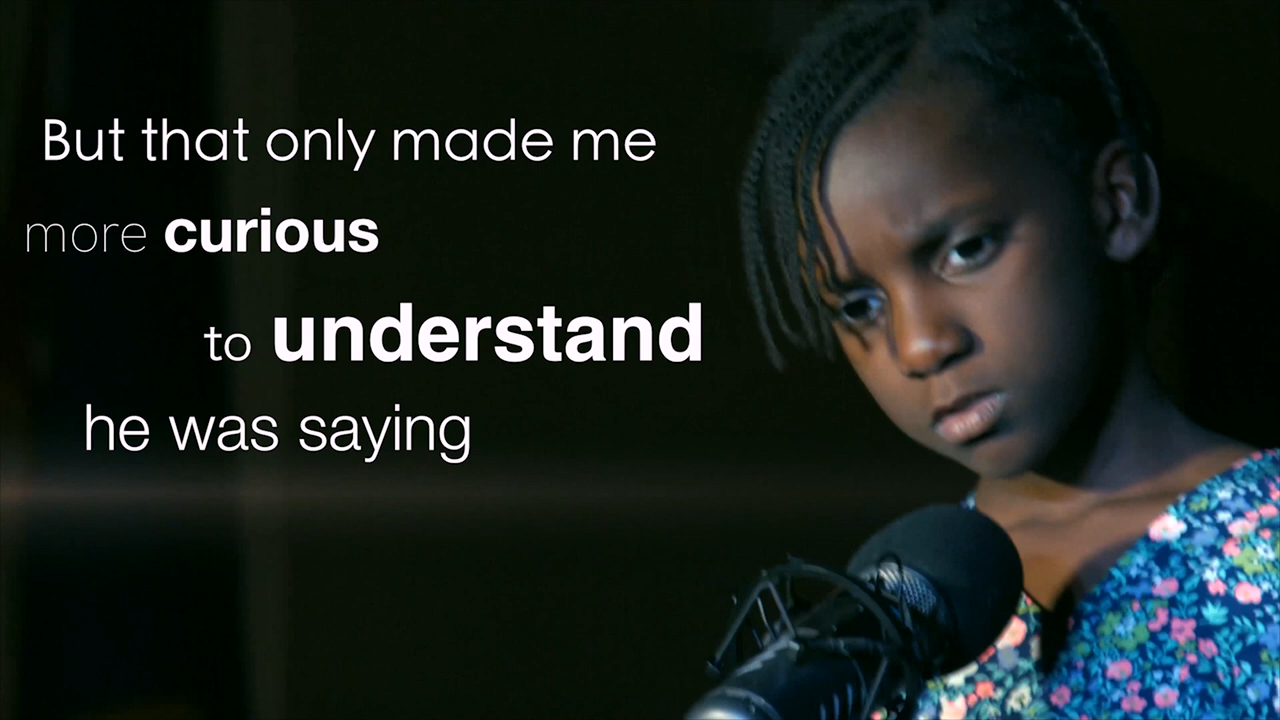 But that only made me
more curious
to understand
he was saying